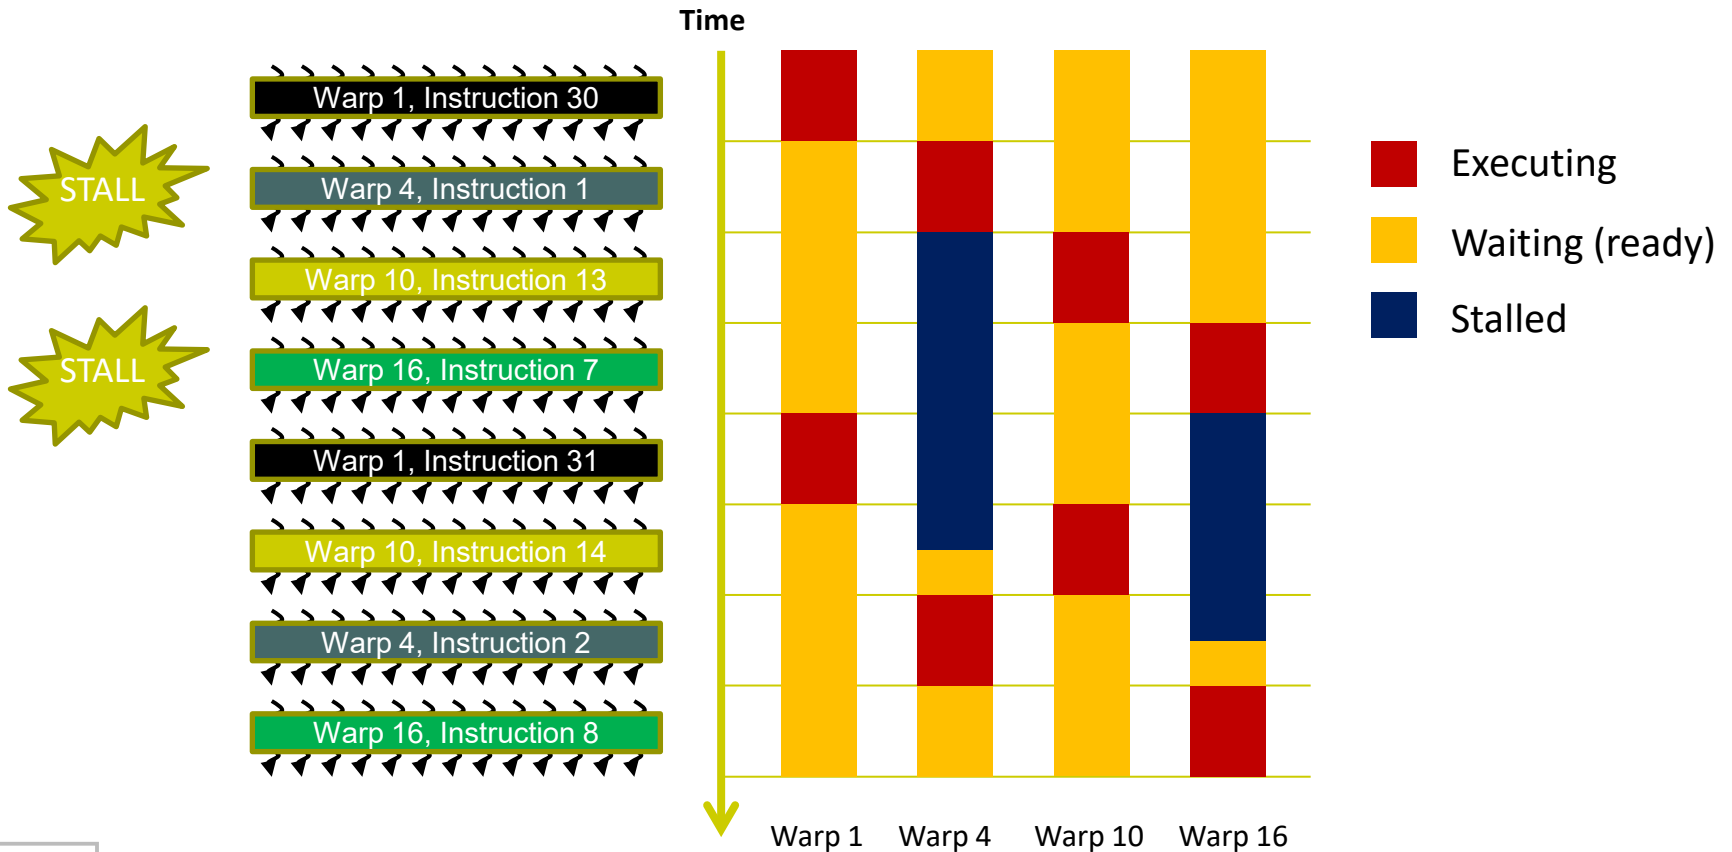 Time
Warp 1, Instruction 30
STALL
Warp 4, Instruction 1
Warp 10, Instruction 13
STALL
Warp 16, Instruction 7
Warp 1, Instruction 31
Warp 10, Instruction 14
Warp 4, Instruction 2
Warp 16, Instruction 8
Executing
Waiting (ready)
Stalled
Warp 1
Warp 4
Warp 10
Warp 16